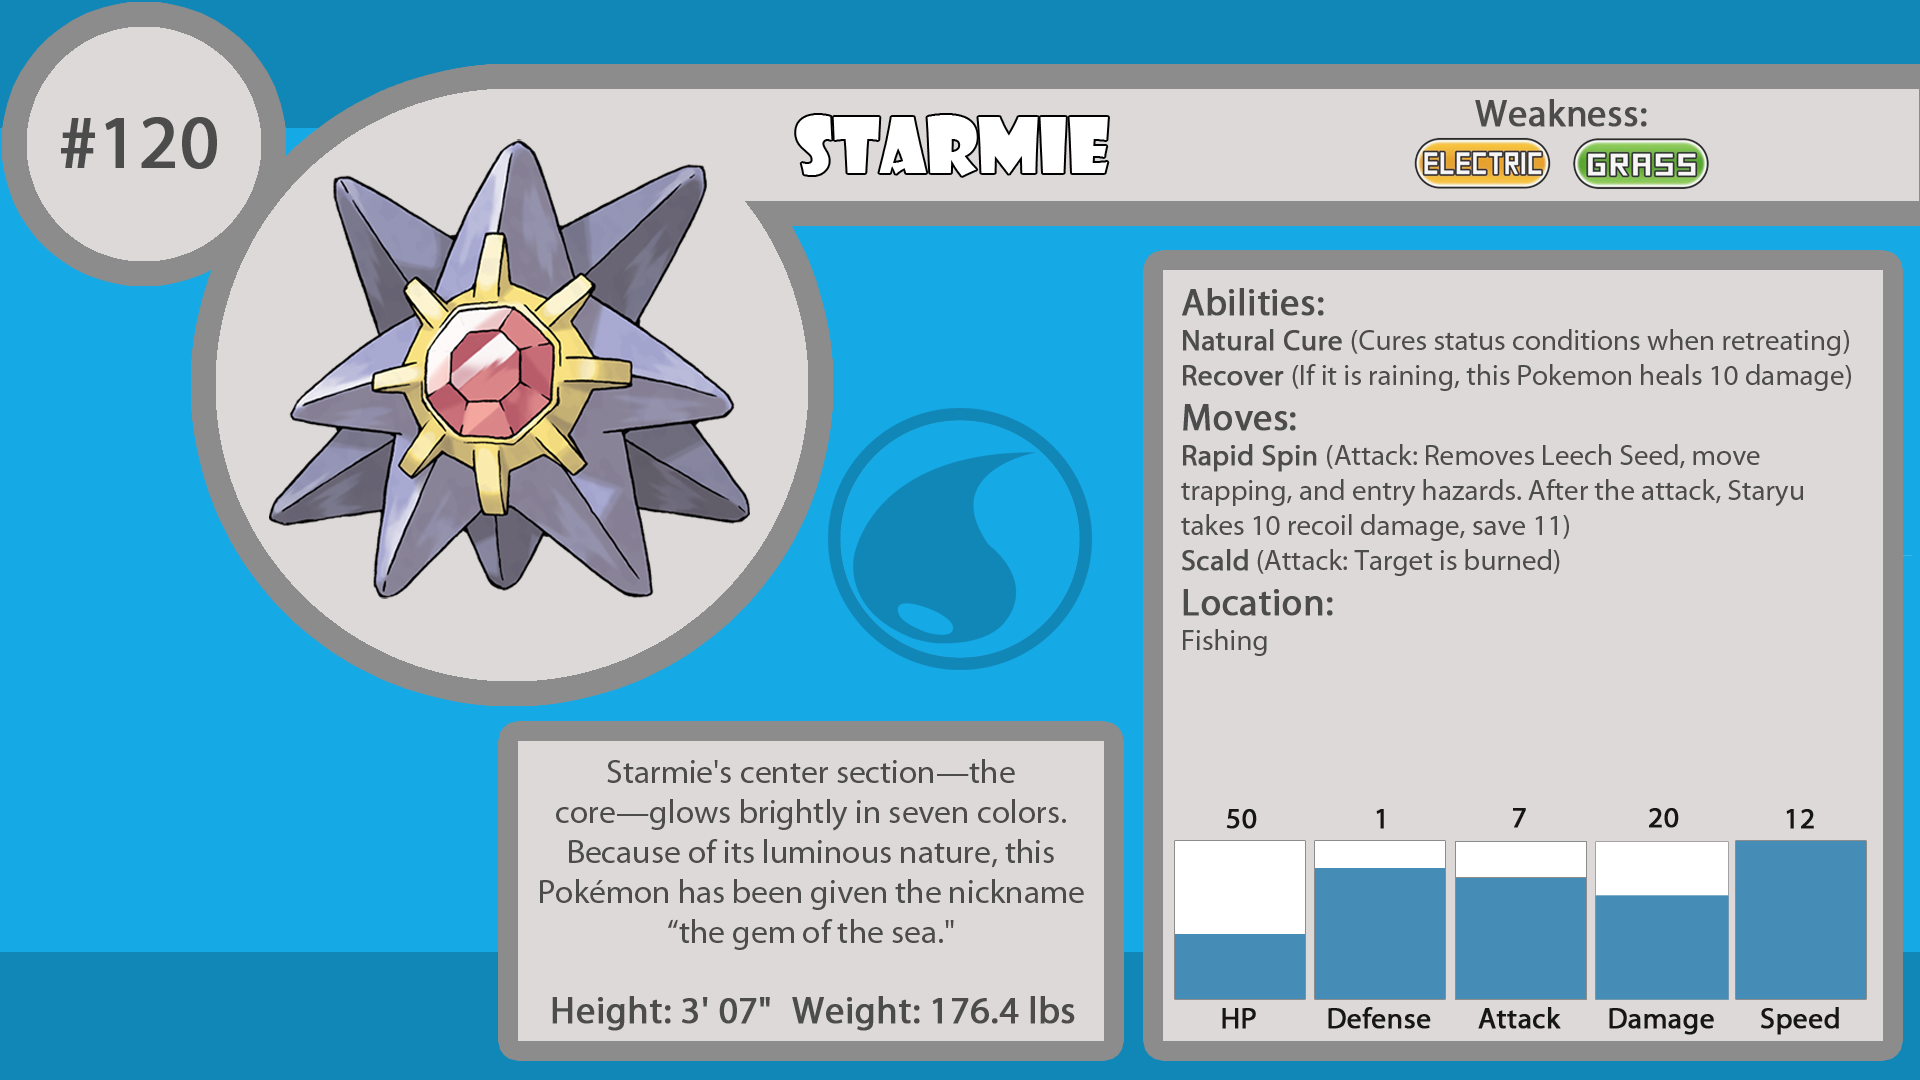 #120
STARMIE
Weakness:
ELECTRIC GRASS
Abilities:
Natural Cure (Cures status conditions when retreating)
Recover (If it is raining, this Pokemon heals 10 damage)
Moves:
Rapid Spin (Attack: Removes Leech Seed, move
trapping, and entry hazards. After the attack, Staryu
takes 10 recoil damage, save 11)
Scald (Attack: Target is burned)
Location:
Fishing
Starmie's center section—the
core—glows brightly in seven colors.
Because of its luminous nature, this
Pokémon has been given the nickname
“the gem of the sea."
Height: 3' 07" Weight: 176.4 lbs
50 1 7 20 12
HP Defense Attack Damage Speed